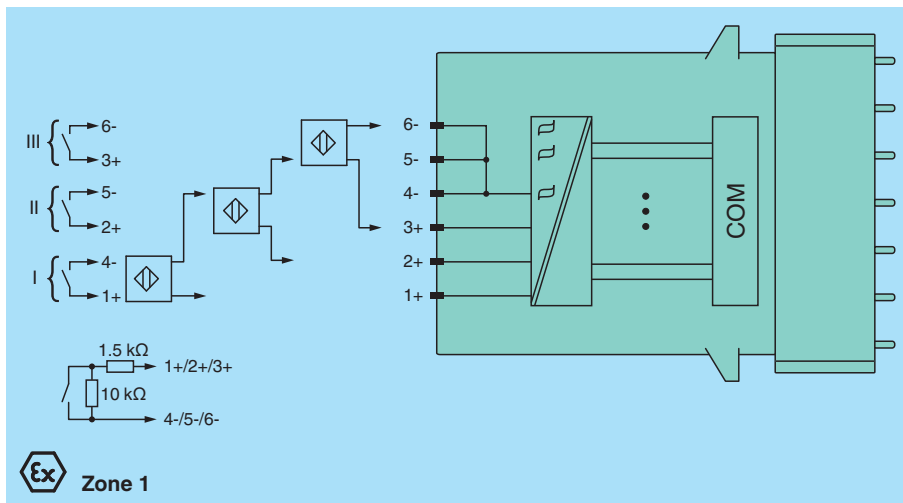 III
6-
3+
II
5-
2+
I
4-
1+
6-
5-
4-
3+
2+
1+
COM
1.5 kΩ
1+/2+/3+
10 kΩ
4-/5-/6-
Ex
Zone 1